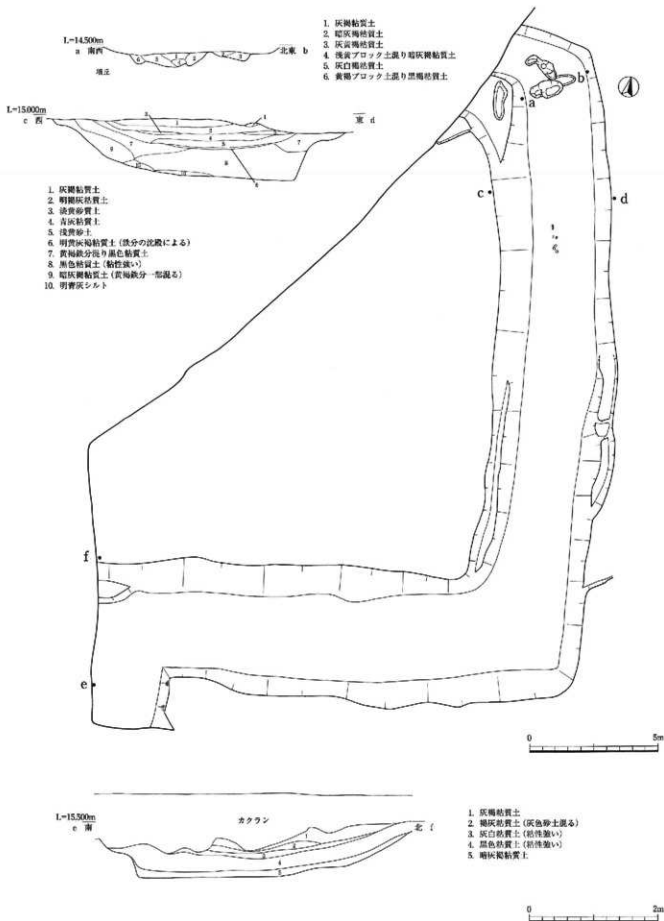 L=14.500m
a 南西 北東 b
1. 灰褐粘質土
2. 暗灰褐粘質土
3. 灰黄褐粘質土
4. 浅黄ブロック土混り暗灰褐粘質土
5. 灰白褐粘質土
6. 黄褐ブロック土混り黒褐粘質土
L=15.000m
c 西 東 d
1. 灰褐粘質土
2. 明褐灰粘質土
3. 淡黄砂質土
4. 青灰粘質土
5. 浅黄砂土
6. 明黄灰褐粘質土 (鉄分の沈殿による)
7. 黄褐鉄分混り黒色粘質土
8. 黒色粘質土 (粘性強い)
9. 暗灰褐粘質土 (黄褐鉄分一部混る)
10. 明青灰シルト
a
b
c
d
f
e
0 5m
L=15.500m
e 南 カクラン 北 f
1. 灰褐粘質土
2. 褐灰粘質土 (灰色砂土混る)
3. 灰白粘質土 (粘性強い)
4. 黒色粘質土 (粘性強い)
5. 暗灰褐粘質土
0 2m